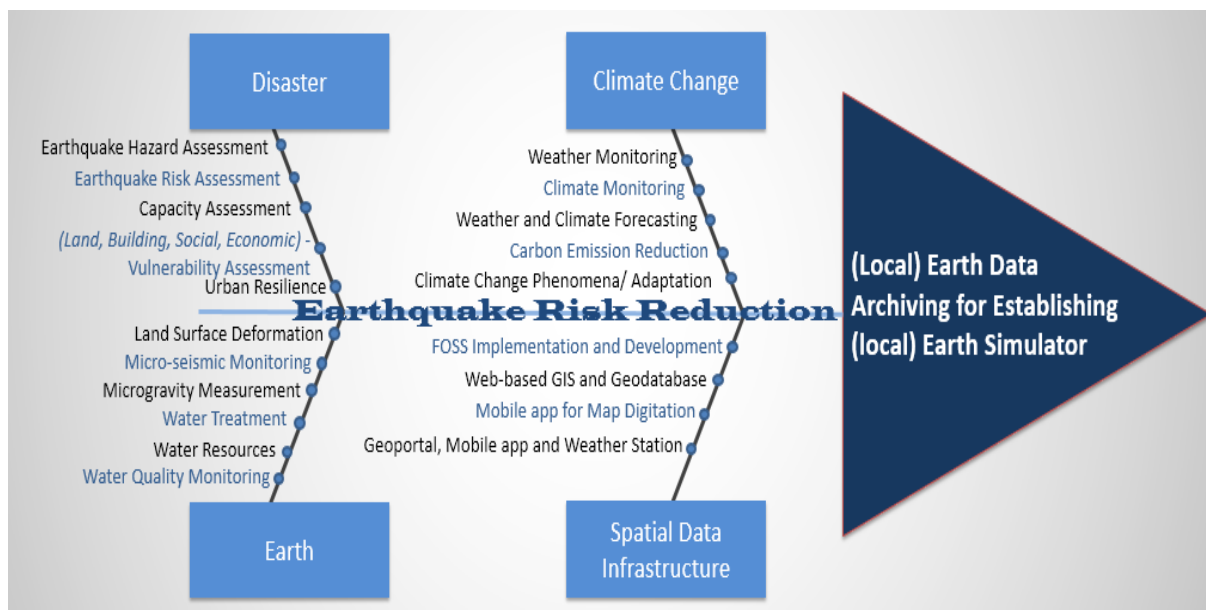 Disaster
Earthquake Hazard Assessment
Earthquake Risk Assessment
Capacity Assessment
(Land, Building, Social, Economic) -
Vulnerability Assessment
Urban Resilience
Climate Change
Weather Monitoring
Climate Monitoring
Weather and Climate Forecasting
Carbon Emission Reduction
Climate Change Phenomena/ Adaptation
Earthquake Risk Reduction
(Local) Earth Data
Archiving for Establishing
(local) Earth Simulator
Land Surface Deformation
Micro-seismic Monitoring
Microgravity Measurement
Water Treatment
Water Resources
Water Quality Monitoring
Earth
FOSS Implementation and Development
Web-based GIS and Geodatabase
Mobile app for Map Digitation
Geoportal, Mobile app and Weather Station
Spatial Data
Infrastructure